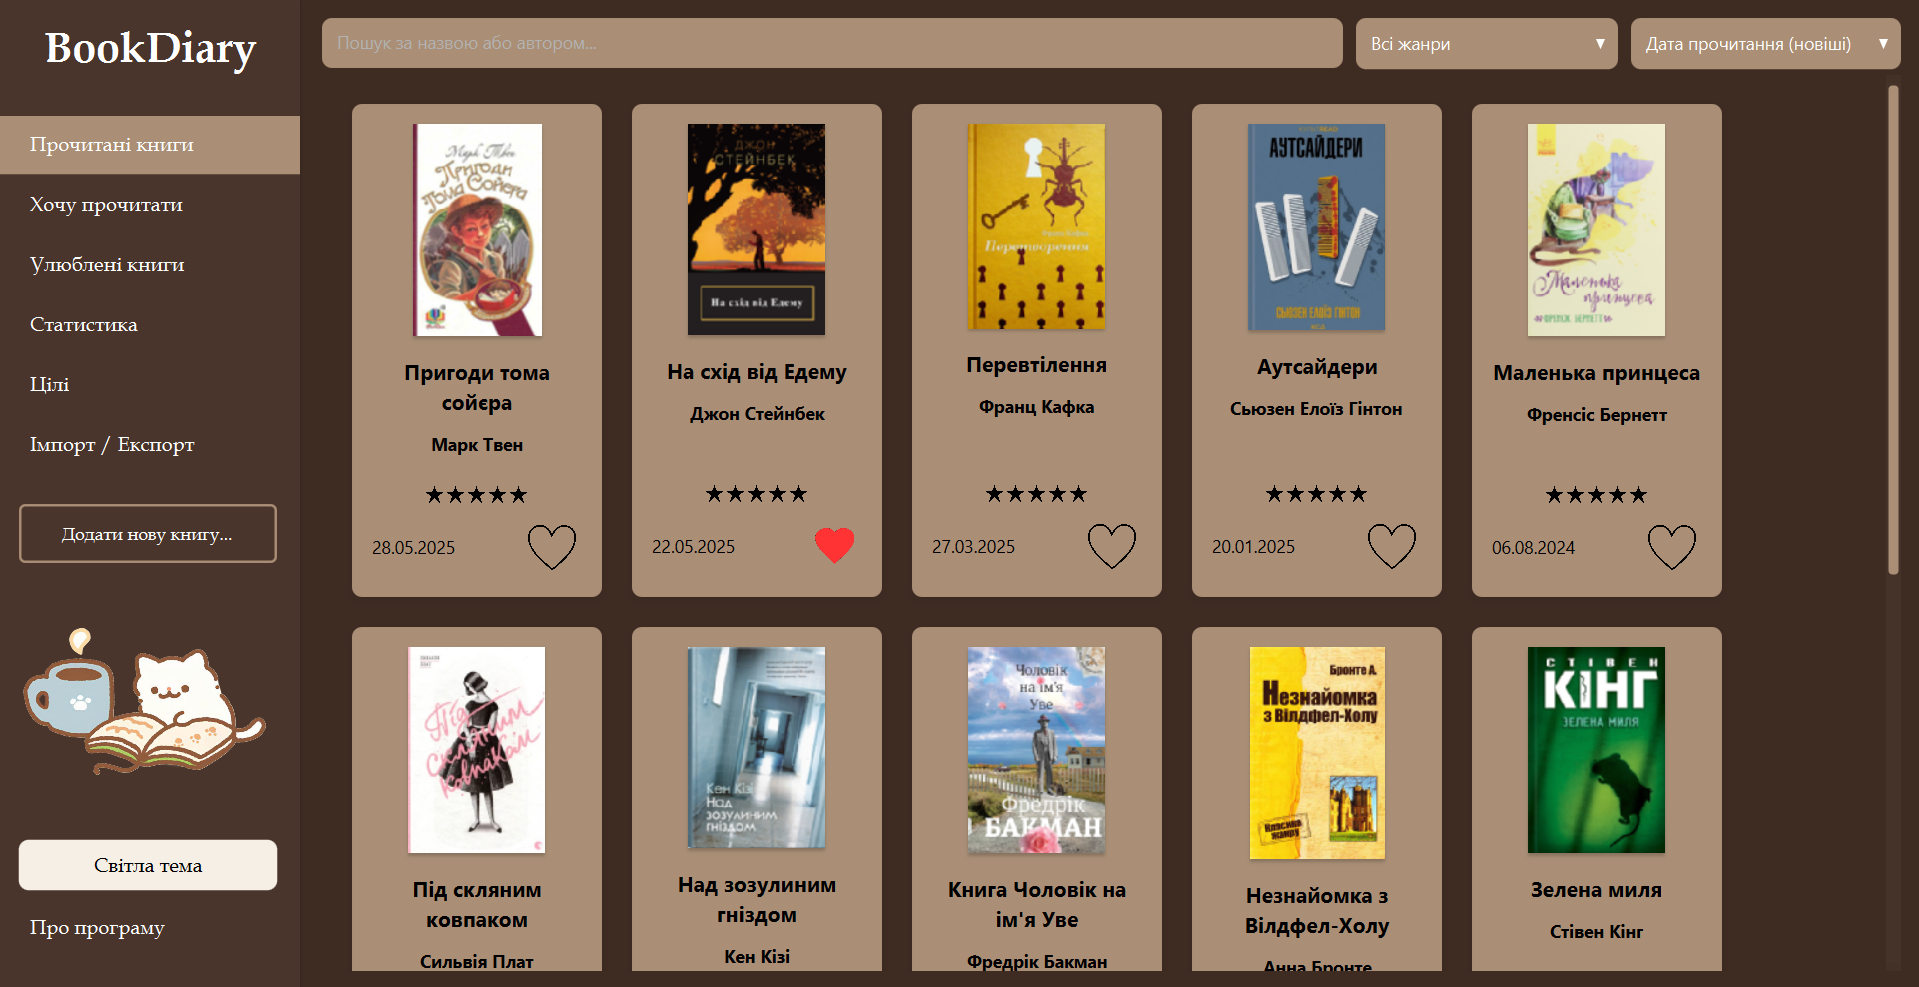 BookDiary
Прочитані книги
Хочу прочитати
Улюблені книги
Статистика
Цілі
Імпорт / Експорт
Додати нову книгу...
Світла тема
Про програму
Пошук за назвою або автором...
Всі жанри
Дата прочитання (новіші)
Марк Твен
Пригоди
Тома Сойєра
Пригоди тома
сойєра
Марк Твен
★★★★★
28.05.2025
ДЖОН
СТЕЙНБЕК
На схід від Едему
На схід від Едему
Джон Стейнбек
★★★★★
22.05.2025
Франц Кафка
Перетворення
Перевтілення
Франц Кафка
★★★★★
27.03.2025
АУТСАЙДЕРИ
СЬЮЗЕН ЕЛОЇЗ ГІНТОН
Аутсайдери
Сьюзен Елоїз Гінтон
★★★★★
20.01.2025
Маленька
принцеса
ФРЕНСІС БЕРНЕТТ
Маленька принцеса
Френсіс Бернетт
★★★★★
06.08.2024
Під
скляним
ковпаком
Під скляним
ковпаком
Сильвія Плат
Кен Кізі
Над
зозулиним
гніздом
Над зозулиним
гніздом
Кен Кізі
Чоловік
на ім'я
Уве
Фредрік
БАКМАН
Книга Чоловік на
ім'я Уве
Фредрік Бакман
Бронте А.
Незнайомка
з Вілдфел-Холу
Класика
жанру
Незнайомка з
Вілдфел-Холу
Анна Бронте
СТІВЕН
КІНГ
ЗЕЛЕНА МИЛЯ
Зелена миля
Стівен Кінг